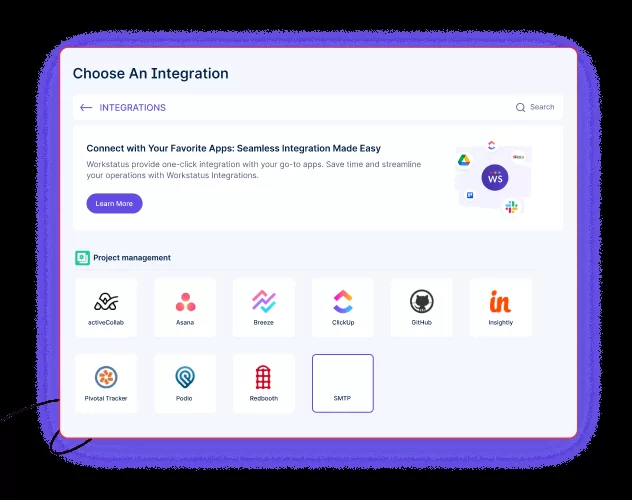 Choose An Integration
INTEGRATIONS
Search
Connect with Your Favorite Apps: Seamless Integration Made Easy
Workstatus provide one-click integration with your go-to apps. Save time and streamline
your operations with Workstatus Integrations.
Learn More
WS
Project management
activeCollab
Asana
Breeze
ClickUp
GitHub
in
Insightly
Pivotal Tracker
Podio
Redbooth
SMTP